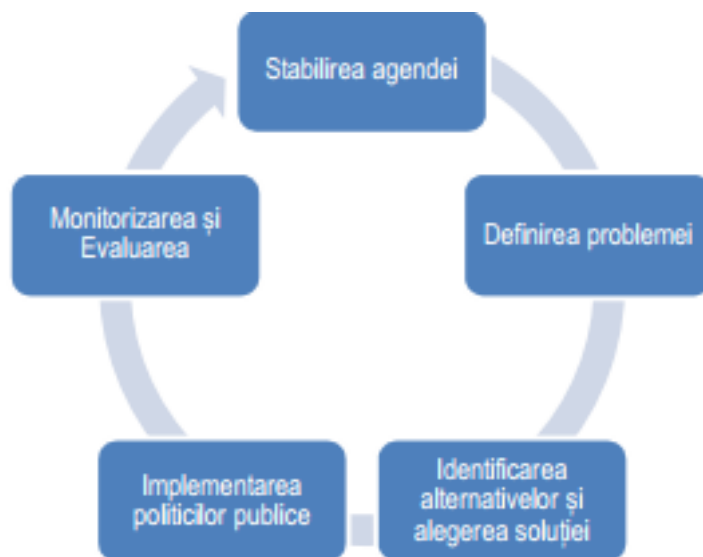 Stabilirea agendei
Definirea problemei
Identificarea
alternativelor și
alegerea soluției
Implementarea
politicilor publice
Monitorizarea și
Evaluarea